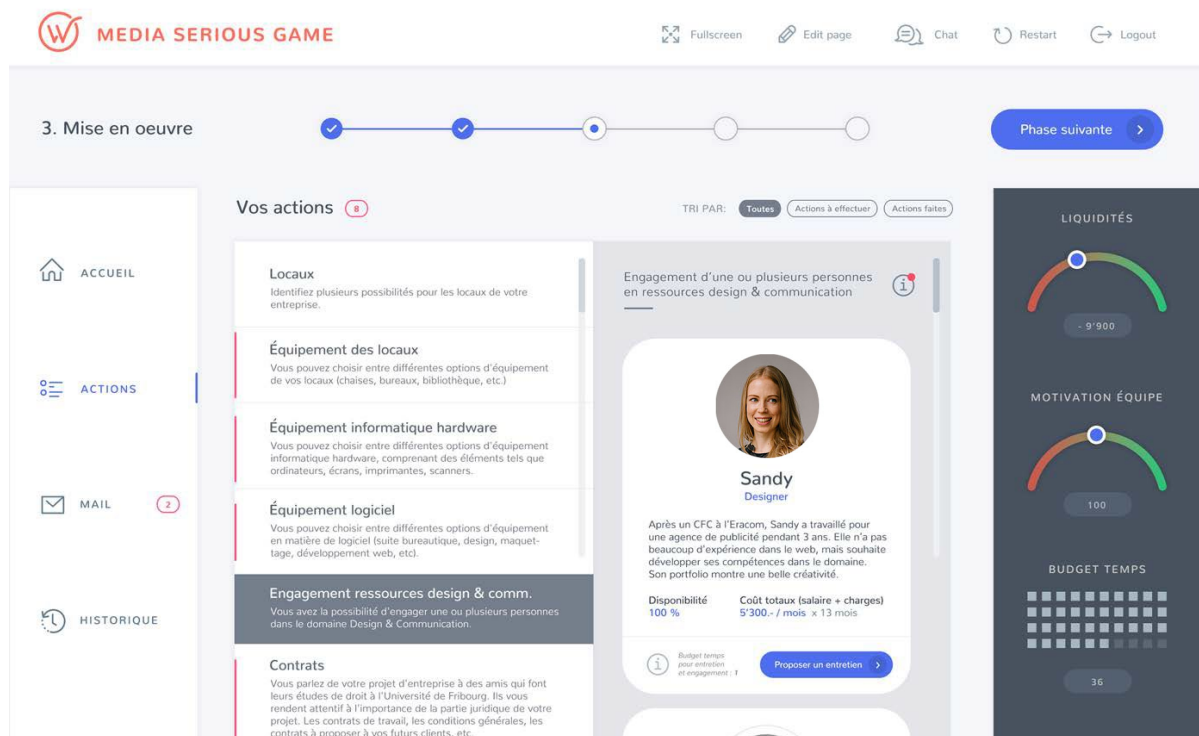 MEDIA SERIOUS GAME
Fullscreen
Edit page
Chat
Restart
Logout
3. Mise en oeuvre
Phase suivante
ACCUEIL
ACTIONS
MAIL
2
HISTORIQUE
Vos actions
8
TRI PAR:
Toutes
Actions à effectuer
Actions faites
Locaux
Identifiez plusieurs possibilités pour les locaux de votre
entreprise.
Équipement des locaux
Vous pouvez choisir entre différentes options d'équipement
de vos locaux (chaises, bureaux, bibliothèque, etc.)
Équipement informatique hardware
Vous pouvez choisir entre différentes options d'équipement
informatique hardware, comprenant des éléments tels que
ordinateurs, écrans, imprimantes, scanners.
Équipement logiciel
Vous pouvez choisir entre différentes options d'équipement
en matière de logiciel (suite bureautique, design, maquet-
tage, développement web, etc).
Engagement ressources design & comm.
Vous avez la possibilité d'engager une ou plusieurs personnes
dans le domaine Design & Communication.
Contrats
Vous parlez de votre projet d'entreprise à des amis qui font
leurs études de droit à l'Université de Fribourg. Ils vous
rendent attentif à l'importance de la partie juridique de votre
projet. Les contrats de travail, les conditions générales, les
contrats à proposer à vos futurs clients, etc.
Engagement d'une ou plusieurs personnes
en ressources design & communication
Sandy
Designer
Après un CFC à l'Eracom, Sandy a travaillé pour
une agence de publicité pendant 3 ans. Elle n'a pas
beaucoup d'expérience dans le web, mais souhaite
développer ses compétences dans le domaine.
Son portfolio montre une belle créativité.
Disponibilité
100 %
Coût totaux (salaire + charges)
5'300.- / mois x 13 mois
Budget temps
pour entretien
et engagement : 1
Proposer un entretien
LIQUIDITÉS
- 9'900
MOTIVATION ÉQUIPE
100
BUDGET TEMPS
36